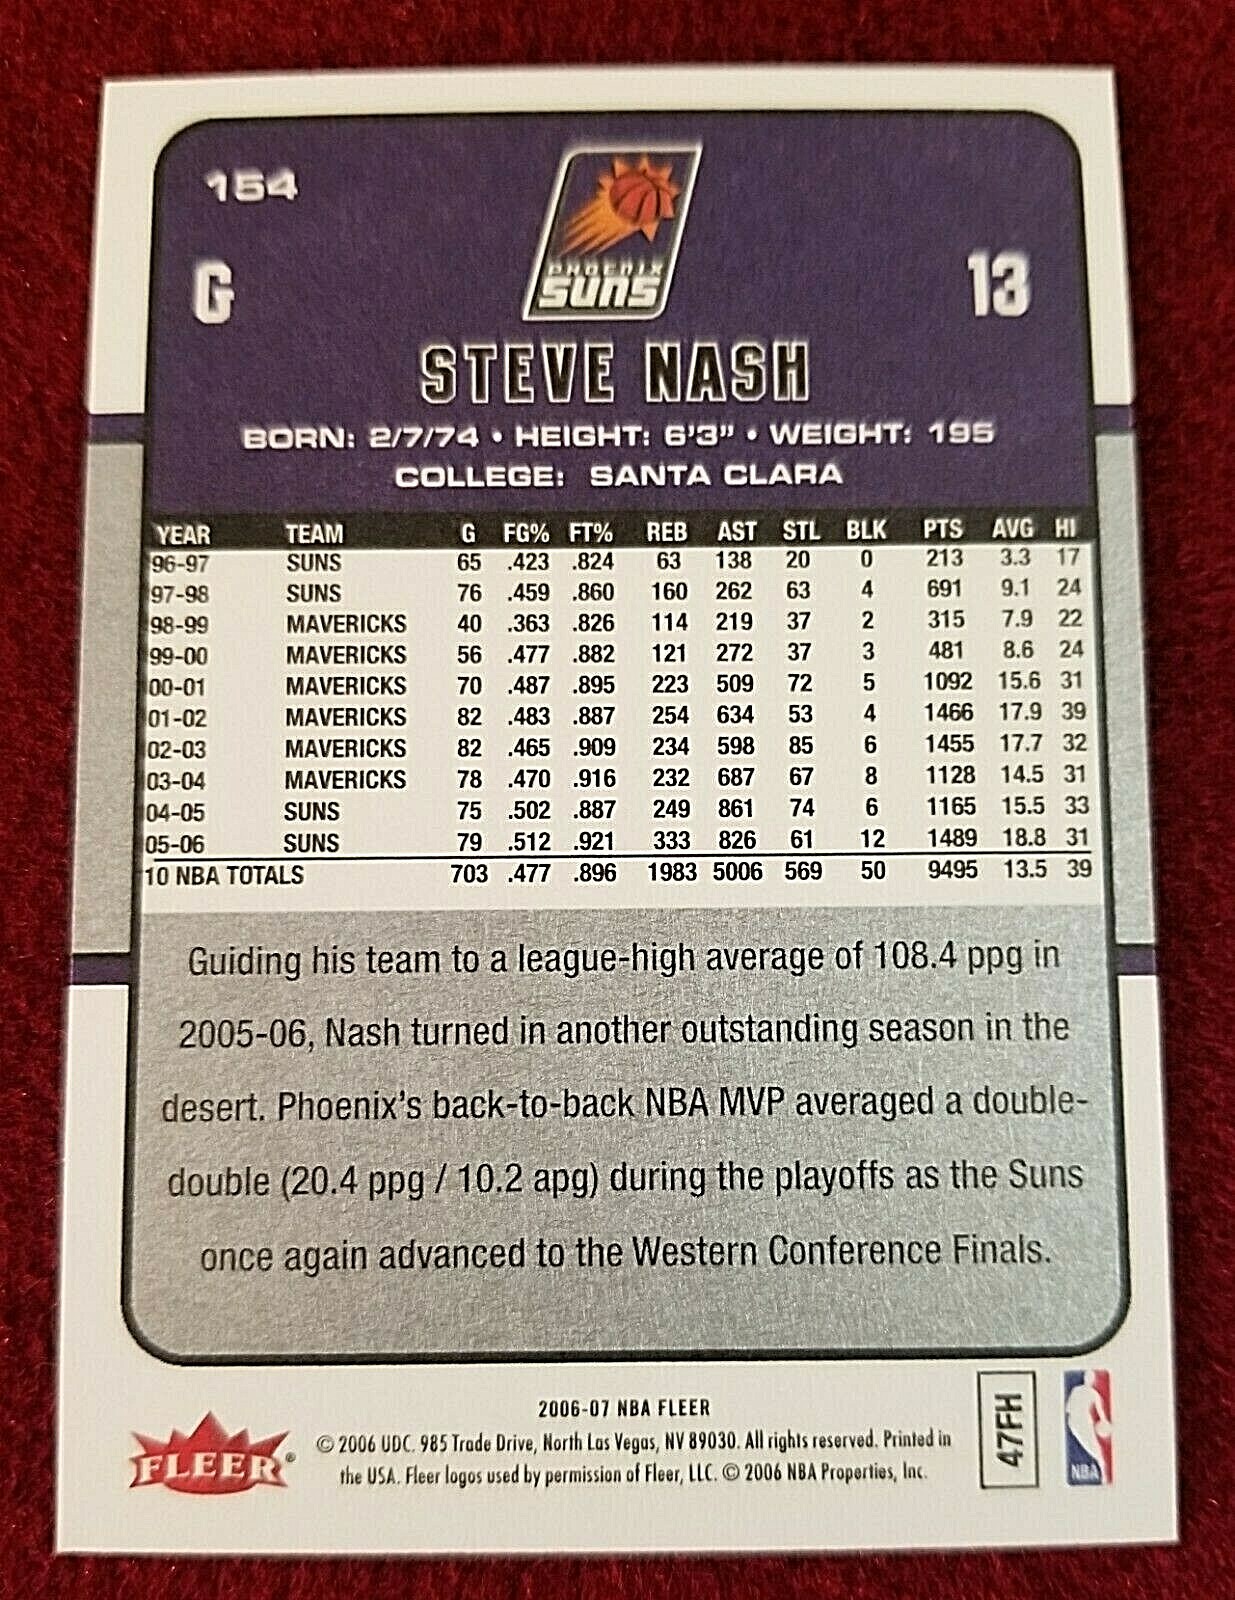 154
PHOENIX
SUNS
G
13
STEVE NASH
BORN: 2/7/74 • HEIGHT: 6'3" • WEIGHT: 195
COLLEGE: SANTA CLARA
YEAR TEAM G FG% FT% REB AST STL BLK PTS AVG HI
96-97 SUNS 65 .423 .824 63 138 20 0 213 3.3 17
97-98 SUNS 76 .459 .860 160 262 63 4 691 9.1 24
98-99 MAVERICKS 40 .363 .826 114 219 37 2 315 7.9 22
99-00 MAVERICKS 56 .477 .882 121 272 37 3 481 8.6 24
00-01 MAVERICKS 70 .487 .895 223 509 72 5 1092 15.6 31
01-02 MAVERICKS 82 .483 .887 254 634 53 4 1466 17.9 39
02-03 MAVERICKS 82 .465 .909 234 598 85 6 1455 17.7 32
03-04 MAVERICKS 78 .470 .916 232 687 67 8 1128 14.5 31
04-05 SUNS 75 .502 .887 249 861 74 6 1165 15.5 33
05-06 SUNS 79 .512 .921 333 826 61 12 1489 18.8 31
10 NBA TOTALS 703 .477 .896 1983 5006 569 50 9495 13.5 39
Guiding his team to a league-high average of 108.4 ppg in
2005-06, Nash turned in another outstanding season in the
desert. Phoenix's back-to-back NBA MVP averaged a double-
double (20.4 ppg / 10.2 apg) during the playoffs as the Suns
once again advanced to the Western Conference Finals.
FLEER®
2006-07 NBA FLEER
© 2006 UDC. 985 Trade Drive, North Las Vegas, NV 89030. All rights reserved. Printed in
the USA. Fleer logos used by permission of Fleer, LLC. © 2006 NBA Properties, Inc.
47FH
NBA